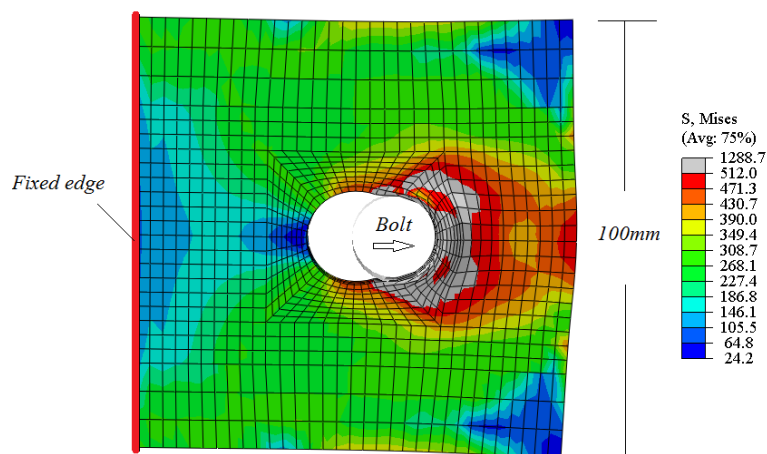 Fixed edge
Bolt
100mm
S, Mises
(Avg: 75%)
1288.7
512.0
471.3
430.7
390.0
349.4
308.7
268.1
227.4
186.8
146.1
105.5
64.8
24.2